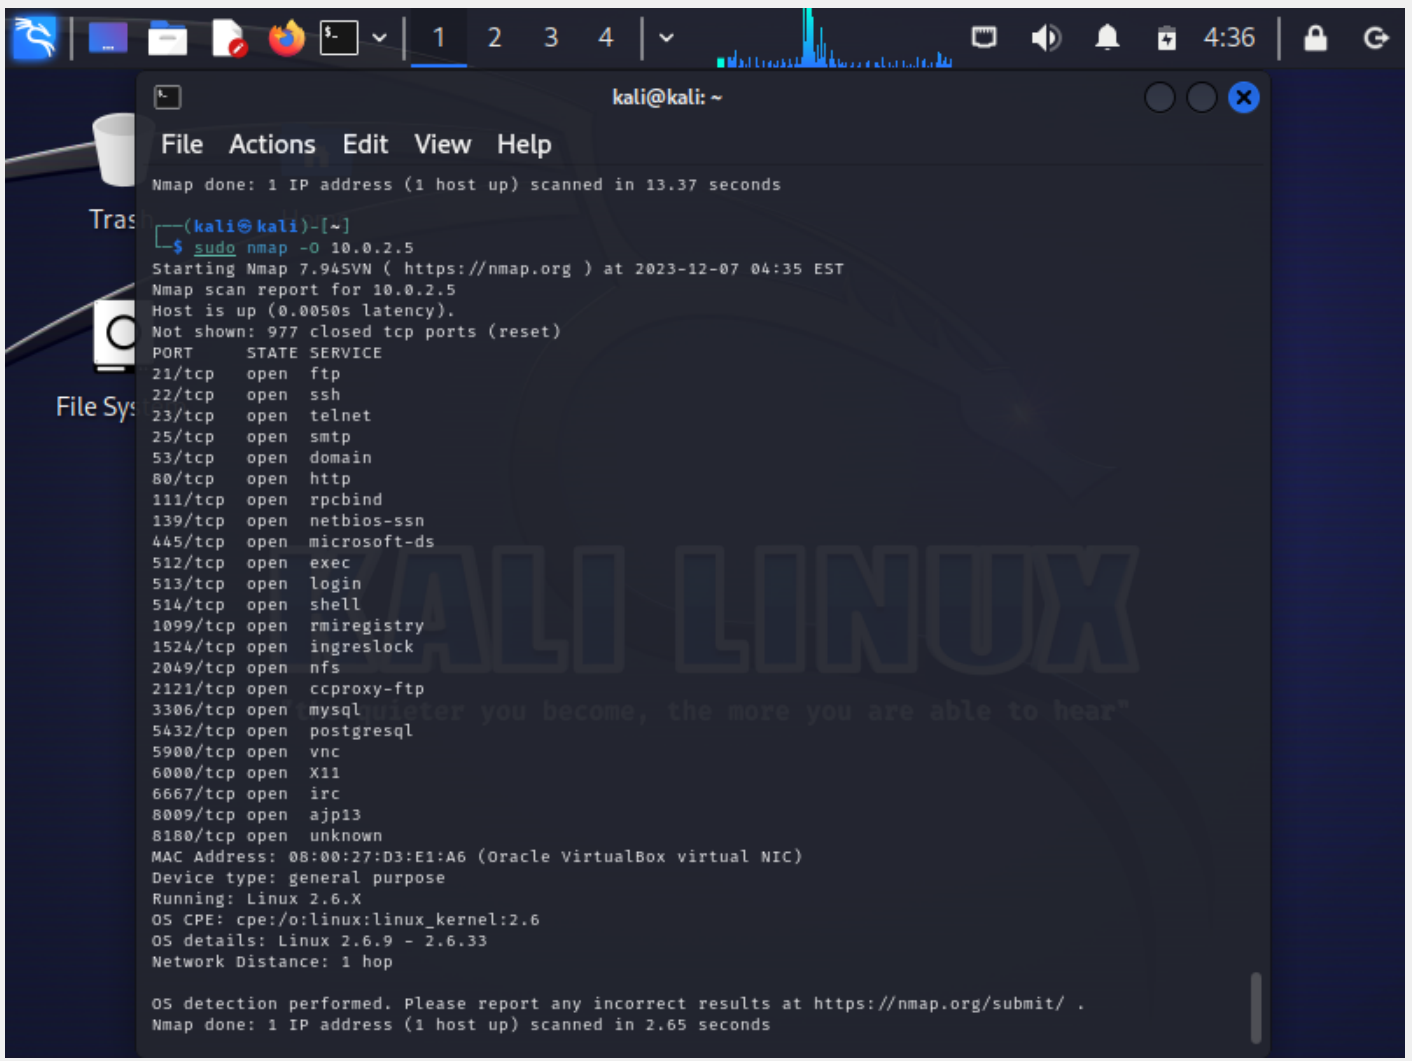 1 2 3 4 4:36
kali@kali: ~
File Actions Edit View Help
Nmap done: 1 IP address (1 host up) scanned in 13.37 seconds
Trash
(kali㉿kali)-[~]
$ sudo nmap -O 10.0.2.5
Starting Nmap 7.94SVN ( https://nmap.org ) at 2023-12-07 04:35 EST
Nmap scan report for 10.0.2.5
Host is up (0.0050s latency).
Not shown: 977 closed tcp ports (reset)
PORT STATE SERVICE
21/tcp open ftp
22/tcp open ssh
File Sys
23/tcp open telnet
25/tcp open smtp
53/tcp open domain
80/tcp open http
111/tcp open rpcbind
139/tcp open netbios-ssn
445/tcp open microsoft-ds
512/tcp open exec
513/tcp open login
514/tcp open shell
1099/tcp open rmiregistry
1524/tcp open ingreslock
2049/tcp open nfs
2121/tcp open ccproxy-ftp
3306/tcp open mysql
5432/tcp open postgresql
5900/tcp open vnc
6000/tcp open X11
6667/tcp open irc
8009/tcp open ajp13
8180/tcp open unknown
MAC Address: 08:00:27:D3:E1:A6 (Oracle VirtualBox virtual NIC)
Device type: general purpose
Running: Linux 2.6.X
OS CPE: cpe:/o:linux:linux_kernel:2.6
OS details: Linux 2.6.9 - 2.6.33
Network Distance: 1 hop
OS detection performed. Please report any incorrect results at https://nmap.org/submit/ .
Nmap done: 1 IP address (1 host up) scanned in 2.65 seconds
KALI LINUX
quieter you become, the more you are able to hear"